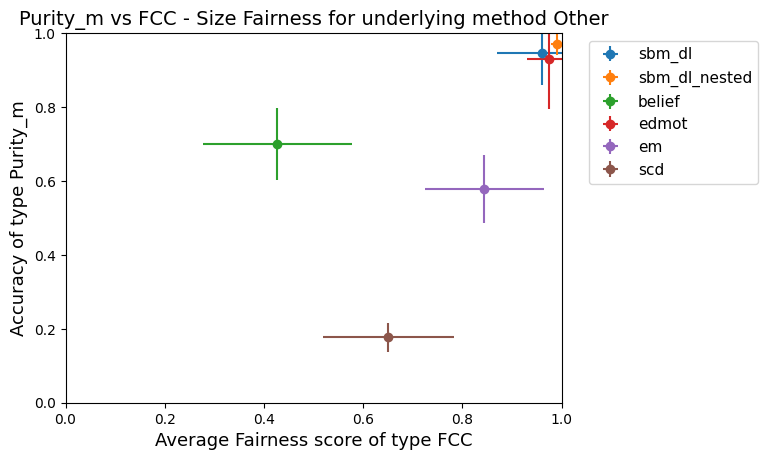 Purity_m vs FCC - Size Fairness for underlying method Other
1.0
0.8
0.6
0.4
0.2
0.0
Accuracy of type Purity_m
0.0 0.2 0.4 0.6 0.8 1.0
Average Fairness score of type FCC
sbm_dl
sbm_dl_nested
belief
edmot
em
scd